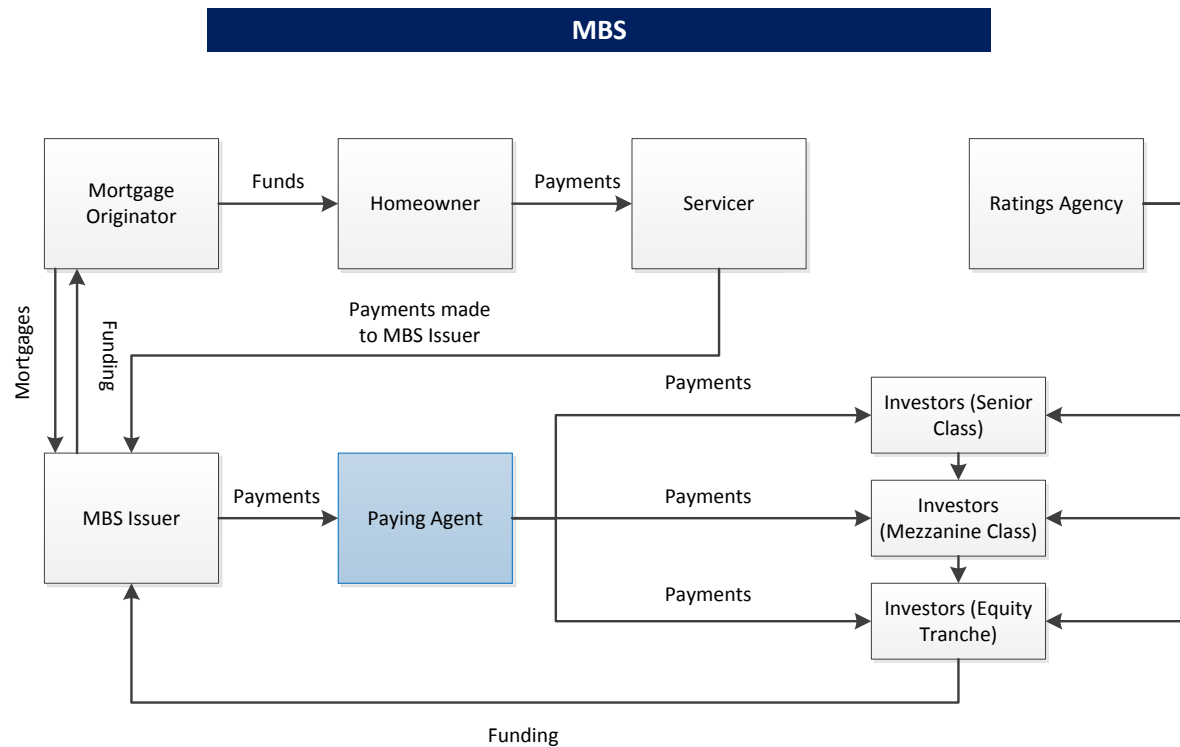 MBS
Mortgage
Originator
Funds
Homeowner
Payments
Servicer
Ratings Agency
Mortgages
Funding
Payments made
to MBS Issuer
MBS Issuer
Payments
Paying Agent
Payments
Investors (Senior
Class)
Payments
Investors
(Mezzanine Class)
Payments
Investors (Equity
Tranche)
Funding